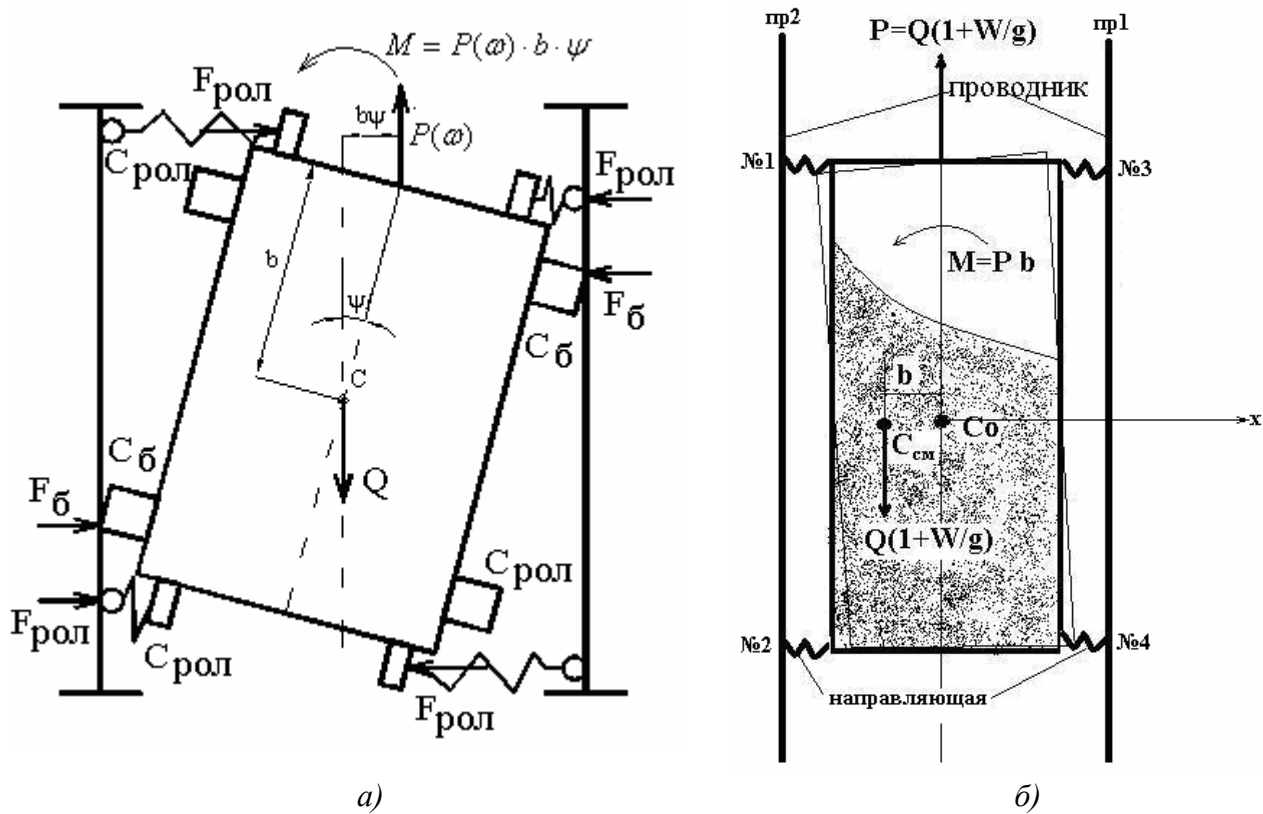 M = P(ω) · b · ψ
Fрол
bψ
P(ω)
Cрол
Fрол
b
ψ
Fб
Cб
C
Cб
Q
Fб
Cрол
Fрол
Cрол
Fрол
а)
пр2
P=Q(1+W/g)
пр1
проводник
№1
№3
M=P b
b
Co
x
Cсм
Q(1+W/g)
№2
№4
направляющая
б)